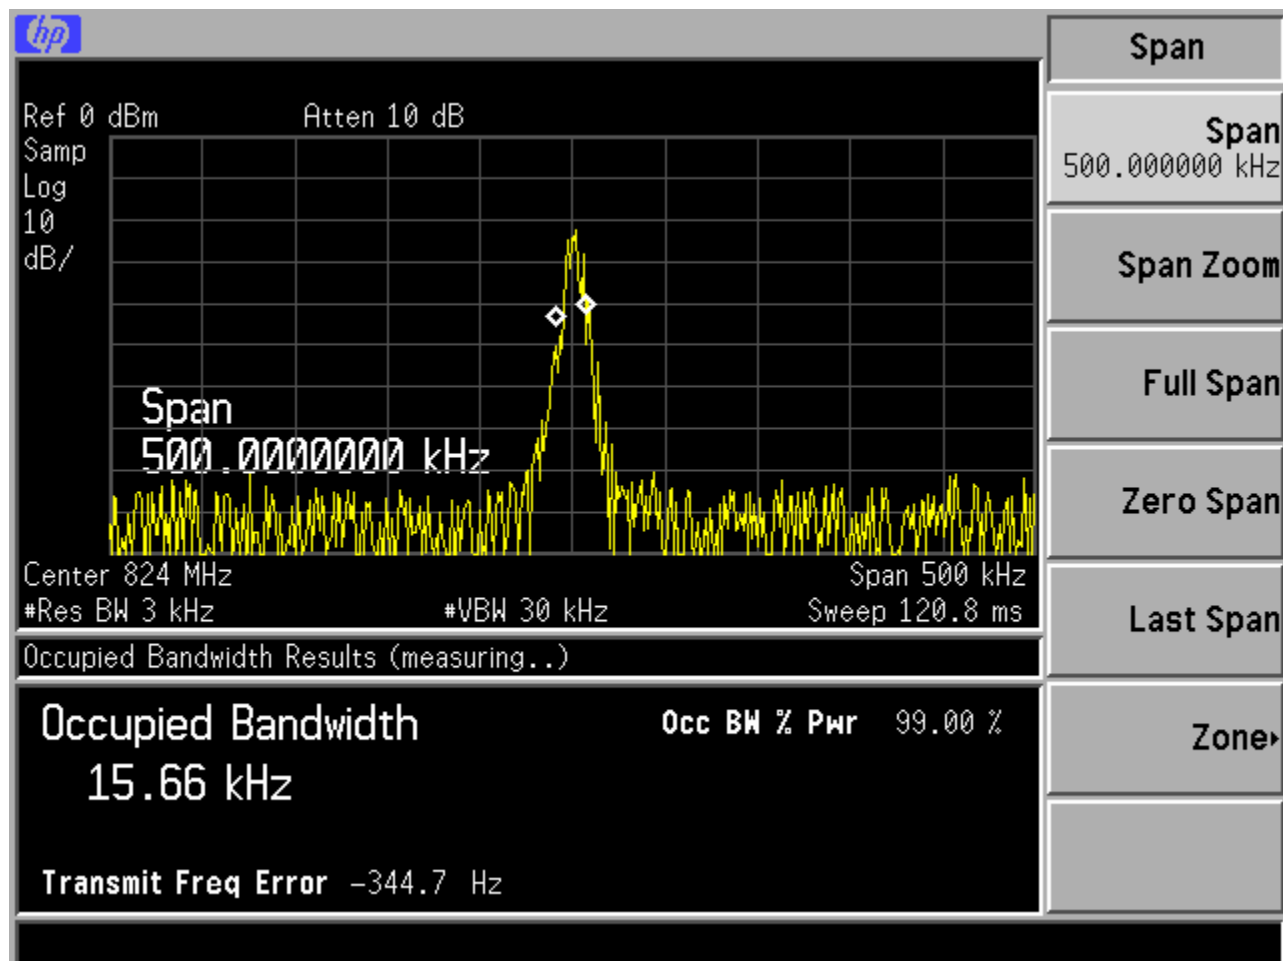 hp
Span
Ref 0 dBm Atten 10 dB
Samp
Log
10
dB/
Span
500.0000000 kHz
Center 824 MHz Span 500 kHz
#Res BW 3 kHz #VBW 30 kHz Sweep 120.8 ms
Occupied Bandwidth Results (measuring..)
Occupied Bandwidth Occ BW % Pwr 99.00 %
15.66 kHz
Transmit Freq Error -344.7 Hz
Span
500.000000 kHz
Span Zoom
Full Span
Zero Span
Last Span
Zone